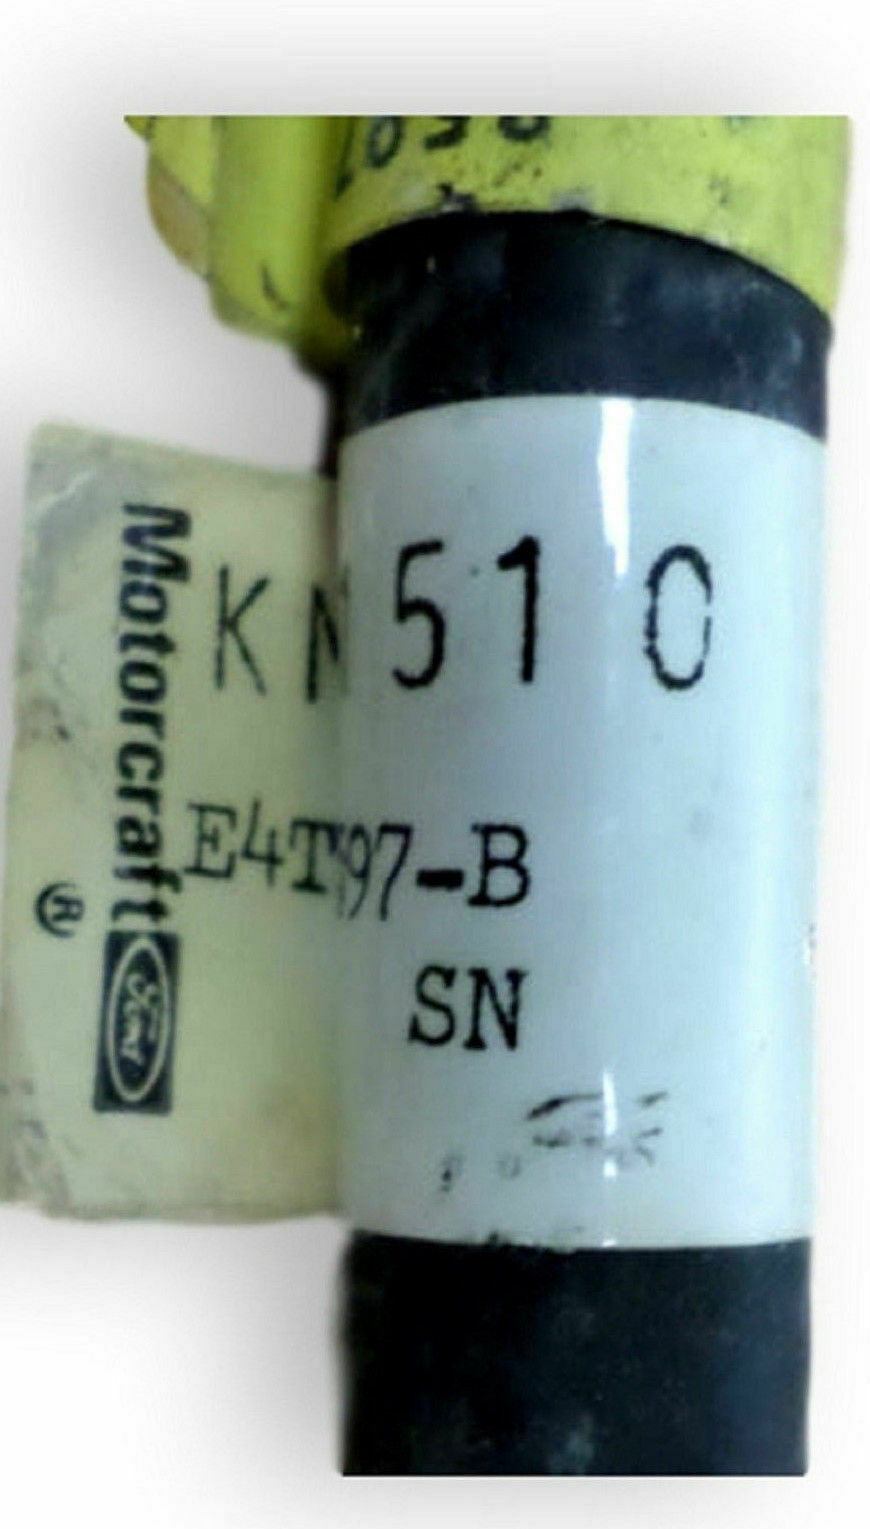 KN510
E4T97-B
SN
Motorcraft
®
Ford